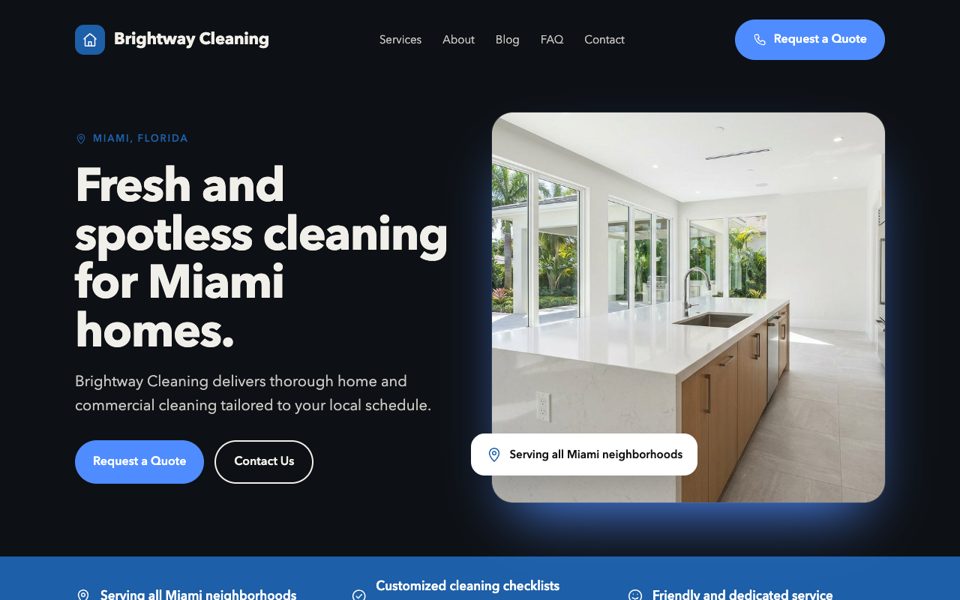 Brightway Cleaning
Services
About
Blog
FAQ
Contact
Request a Quote
MIAMI, FLORIDA
Fresh and
spotless cleaning
for Miami
homes.
Brightway Cleaning delivers thorough home and
commercial cleaning tailored to your local schedule.
Request a Quote
Contact Us
Serving all Miami neighborhoods
Serving all Miami neighborhoods
Customized cleaning checklists
Friendly and dedicated service